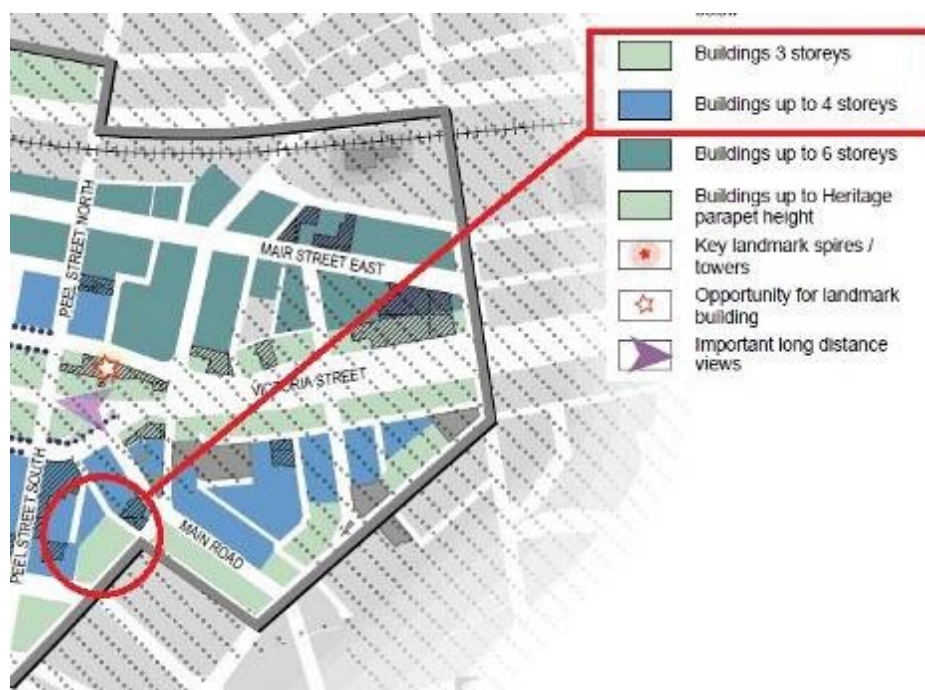 Buildings 3 storeys
Buildings up to 4 storeys
Buildings up to 6 storeys
Buildings up to Heritage
parapet height
Key landmark spires /
towers
Opportunity for landmark
building
Important long distance
views
PEEL STREET NORTH
MAIR STREET EAST
VICTORIA STREET
PEEL STREET SOUTH
MAIN ROAD